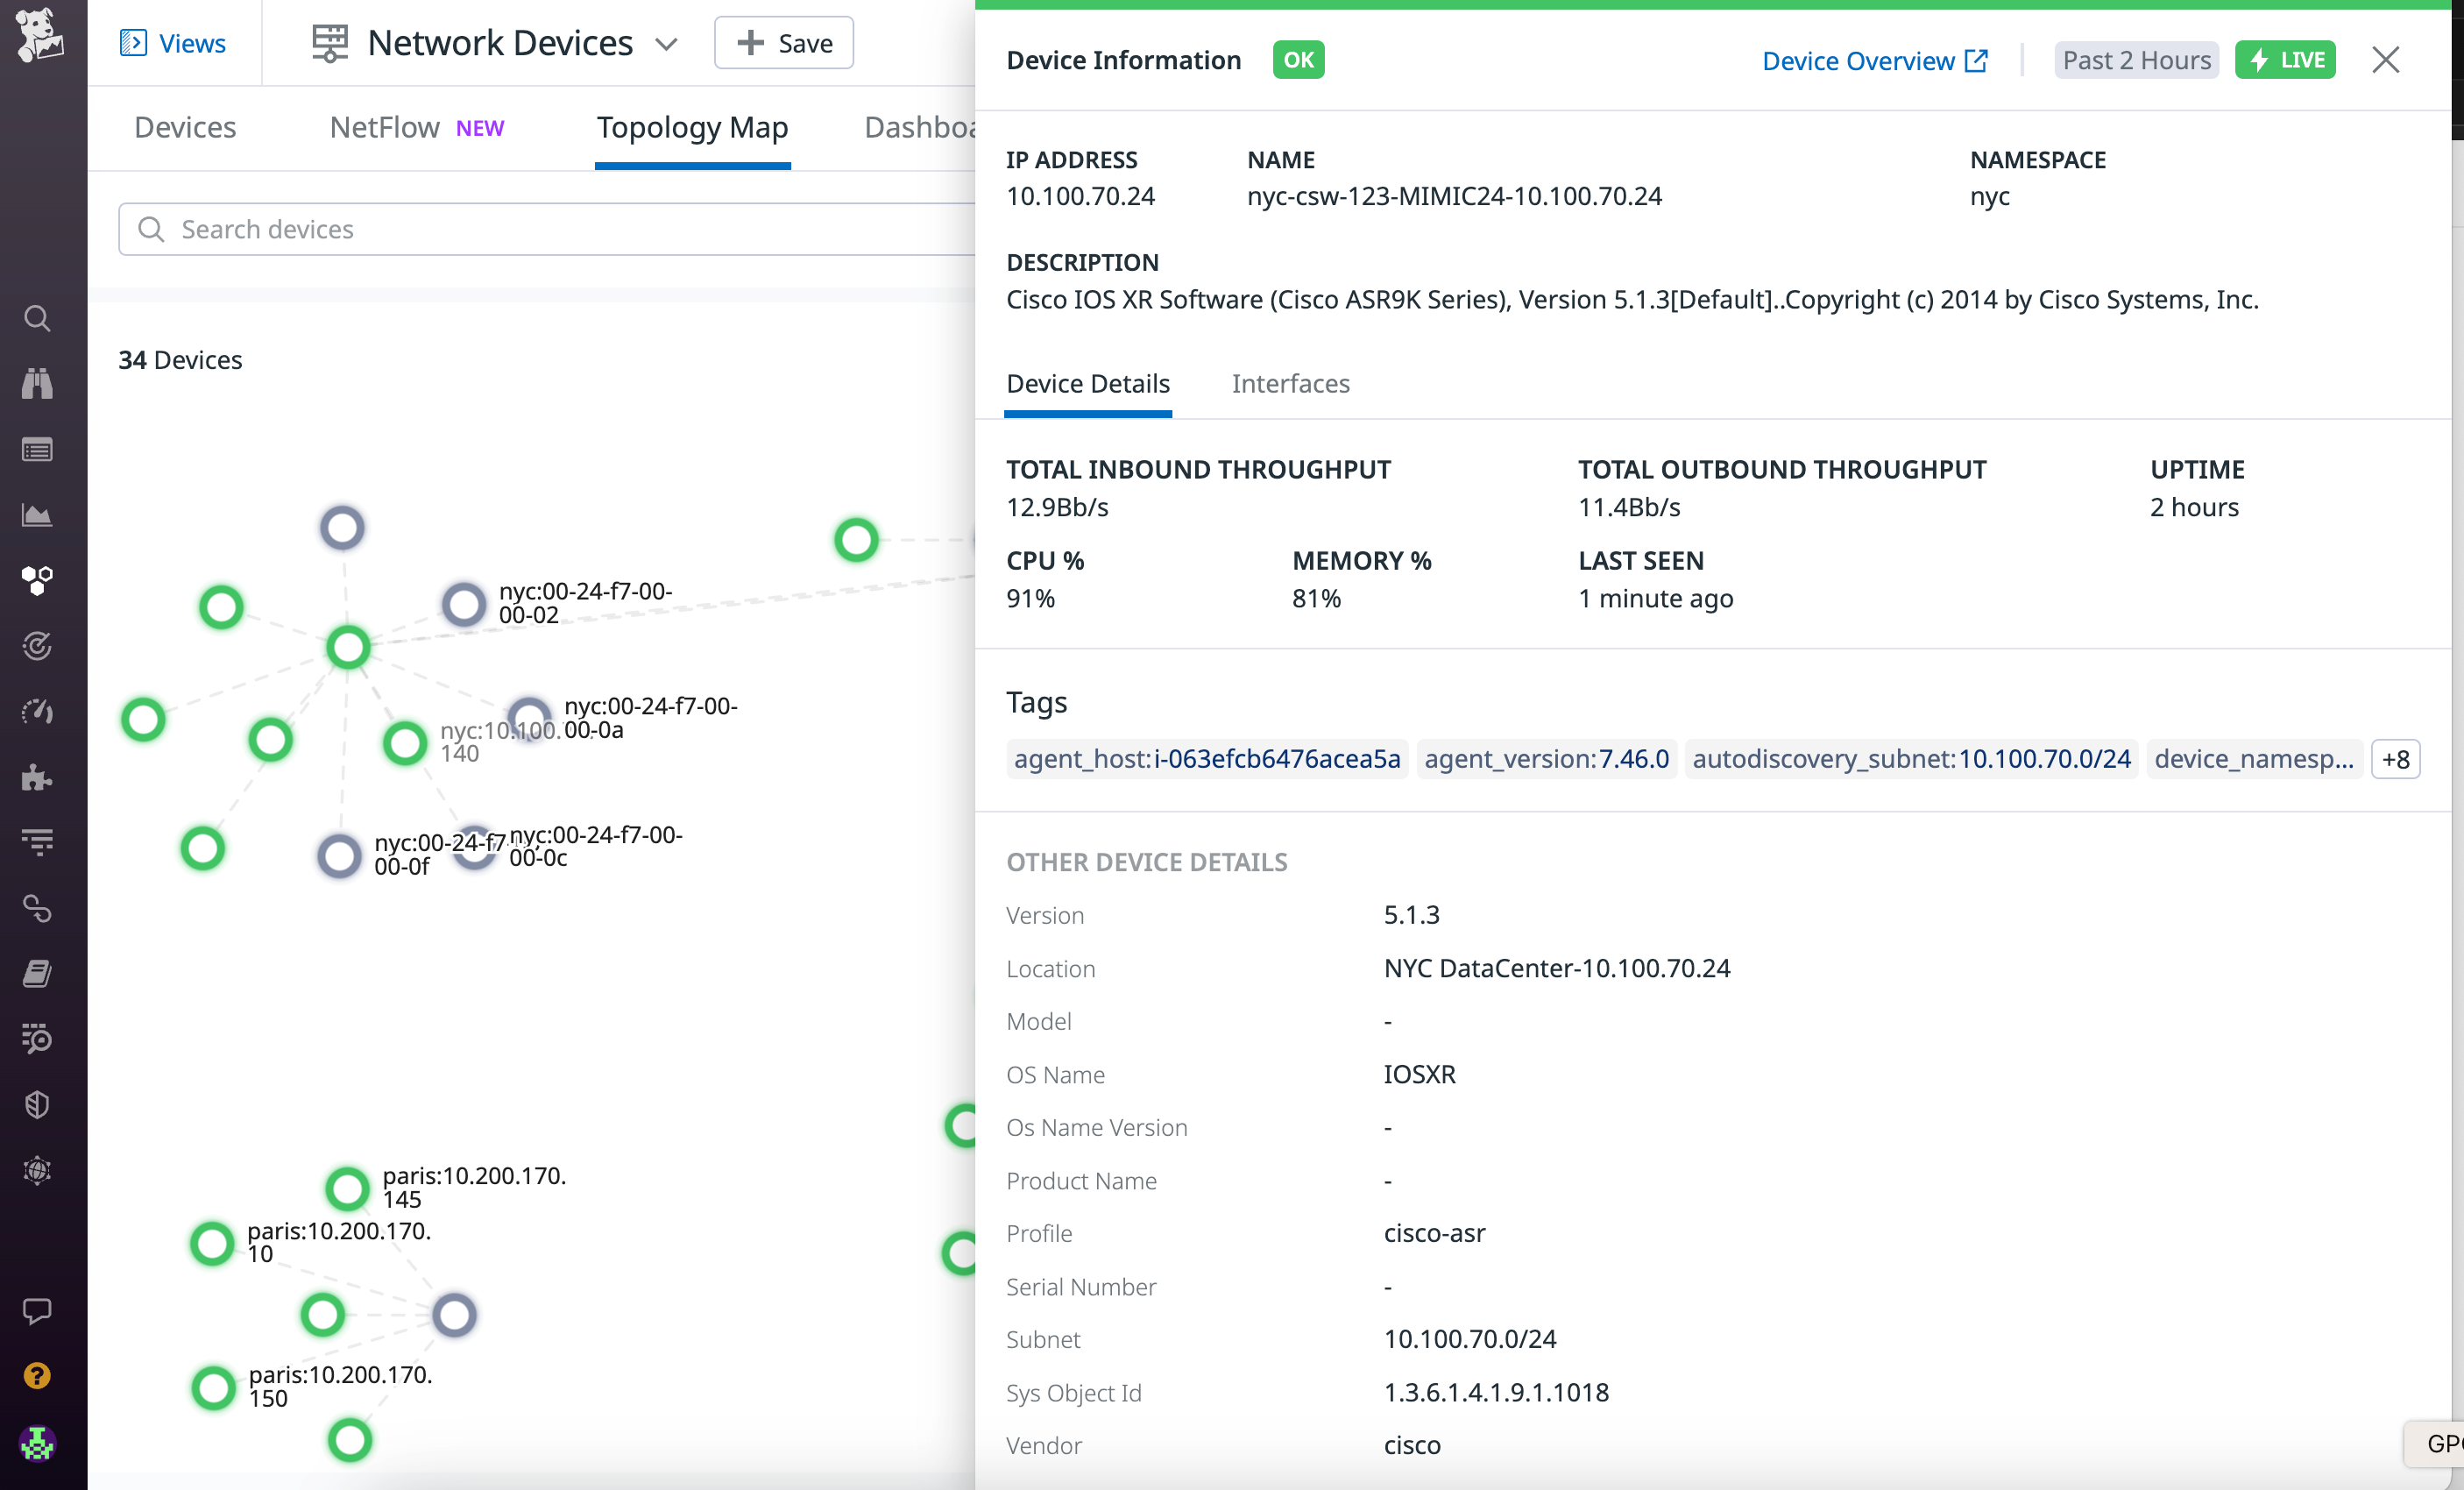 Views
Network Devices
Save
Devices
NetFlow NEW
Topology Map
Search devices
34 Devices
nyc:00-24-f7-00-
00-02
nyc:00-24-f7-00-
00-0a
nyc:10.100.
140
nyc:00-24-f7
00-0f
nyc:00-24-f7-00-
00-0c
paris:10.200.170.
145
paris:10.200.170.
10
paris:10.200.170.
150
Device Information OK
Device Overview
Past 2 Hours
LIVE
IP ADDRESS
10.100.70.24
NAME
nyc-csw-123-MIMIC24-10.100.70.24
NAMESPACE
nyc
DESCRIPTION
Cisco IOS XR Software (Cisco ASR9K Series), Version 5.1.3[Default]..Copyright (c) 2014 by Cisco Systems, Inc.
Device Details
Interfaces
TOTAL INBOUND THROUGHPUT
12.9Bb/s
TOTAL OUTBOUND THROUGHPUT
11.4Bb/s
UPTIME
2 hours
CPU %
91%
MEMORY %
81%
LAST SEEN
1 minute ago
Tags
agent_host:i-063efcb6476acea5a
agent_version:7.46.0
autodiscovery_subnet:10.100.70.0/24
device_namesp...
+8
OTHER DEVICE DETAILS
Version 5.1.3
Location NYC DataCenter-10.100.70.24
Model -
OS Name IOSXR
Os Name Version -
Product Name -
Profile cisco-asr
Serial Number -
Subnet 10.100.70.0/24
Sys Object Id 1.3.6.1.4.1.9.1.1018
Vendor cisco